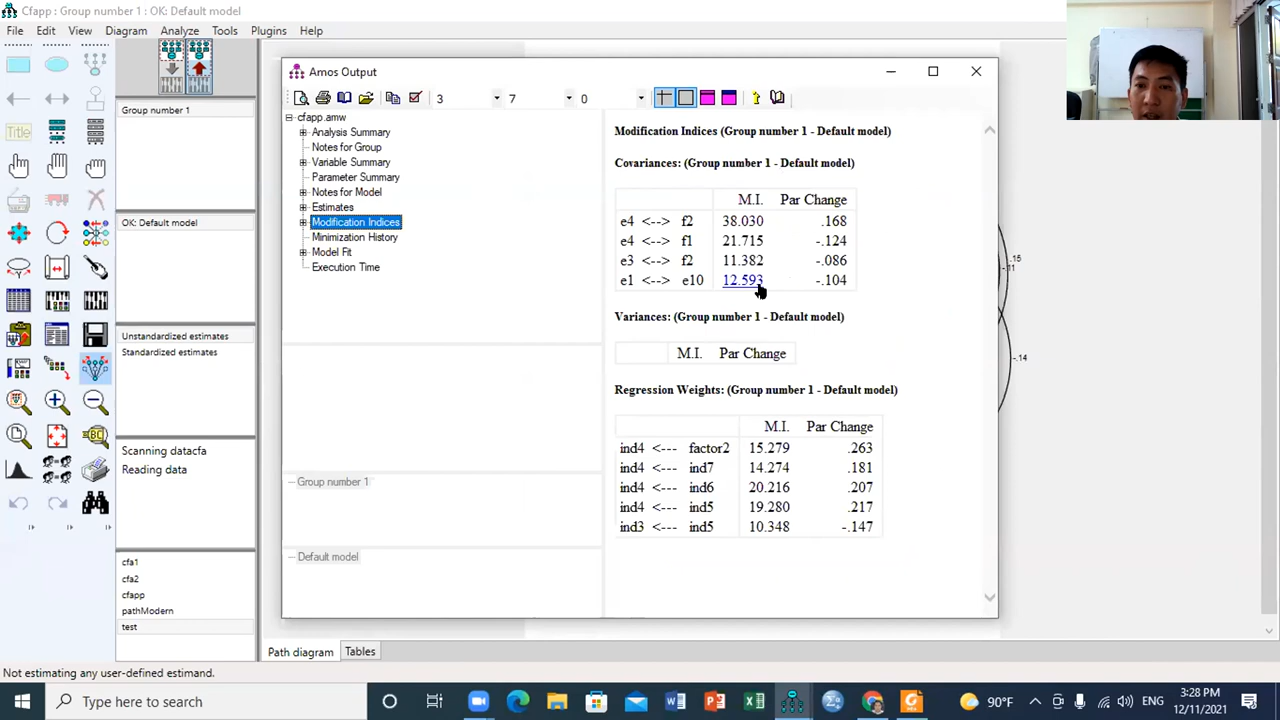 Cfapp : Group number 1 : OK: Default model
File Edit View Diagram Analyze Tools Plugins Help
Title
Group number 1
OK: Default model
Unstandardized estimates
Standardized estimates
Scanning datacfa
Reading data
cfa1
cfa2
cfapp
pathModern
test
Amos Output
3 7 0
cfapp.amw
Analysis Summary
Notes for Group
Variable Summary
Parameter Summary
Notes for Model
Estimates
Modification Indices
Minimization History
Model Fit
Execution Time
Group number 1
Default model
Modification Indices (Group number 1 - Default model)
Covariances: (Group number 1 - Default model)
M.I. Par Change
e4 <--> f2 38.030 .168
e4 <--> f1 21.715 -.124
e3 <--> f2 11.382 -.086
e1 <--> e10 12.593 -.104
Variances: (Group number 1 - Default model)
M.I. Par Change
Regression Weights: (Group number 1 - Default model)
M.I. Par Change
ind4 <--- factor2 15.279 .263
ind4 <--- ind7 14.274 .181
ind4 <--- ind6 20.216 .207
ind4 <--- ind5 19.280 .217
ind3 <--- ind5 10.348 -.147
-.14
Path diagram Tables
Not estimating any user-defined estimand.
Type here to search
90°F
ENG
3:28 PM
12/11/2021